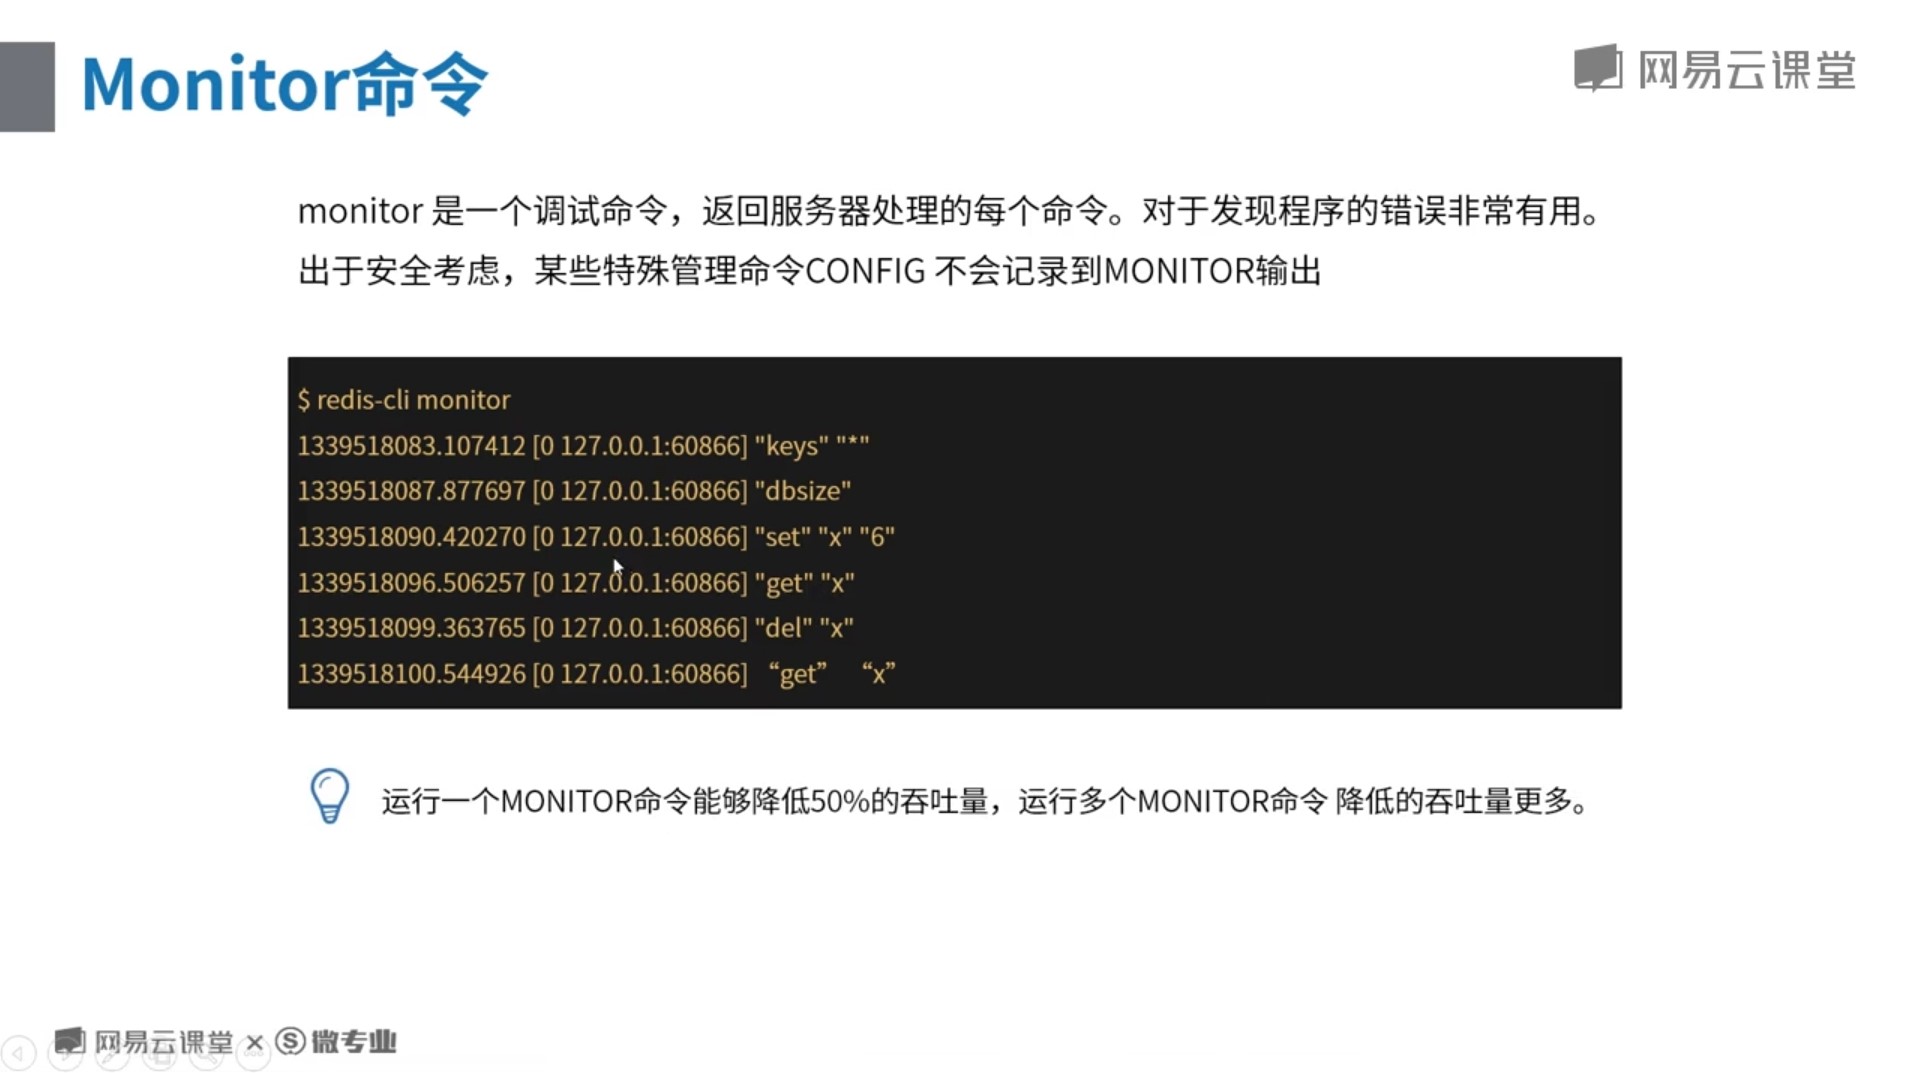 Monitor命令
网易云课堂
monitor 是一个调试命令，返回服务器处理的每个命令。对于发现程序的错误非常有用。
出于安全考虑，某些特殊管理命令CONFIG 不会记录到MONITOR输出
$ redis-cli monitor
1339518083.107412 [0 127.0.0.1:60866] "keys" "*"
1339518087.877697 [0 127.0.0.1:60866] "dbsize"
1339518090.420270 [0 127.0.0.1:60866] "set" "x" "6"
1339518096.506257 [0 127.0.0.1:60866] "get" "x"
1339518099.363765 [0 127.0.0.1:60866] "del" "x"
1339518100.544926 [0 127.0.0.1:60866] “get” “x”
运行一个MONITOR命令能够降低50%的吞吐量，运行多个MONITOR命令 降低的吞吐量更多。
网易云课堂 × Ⓢ 微专业